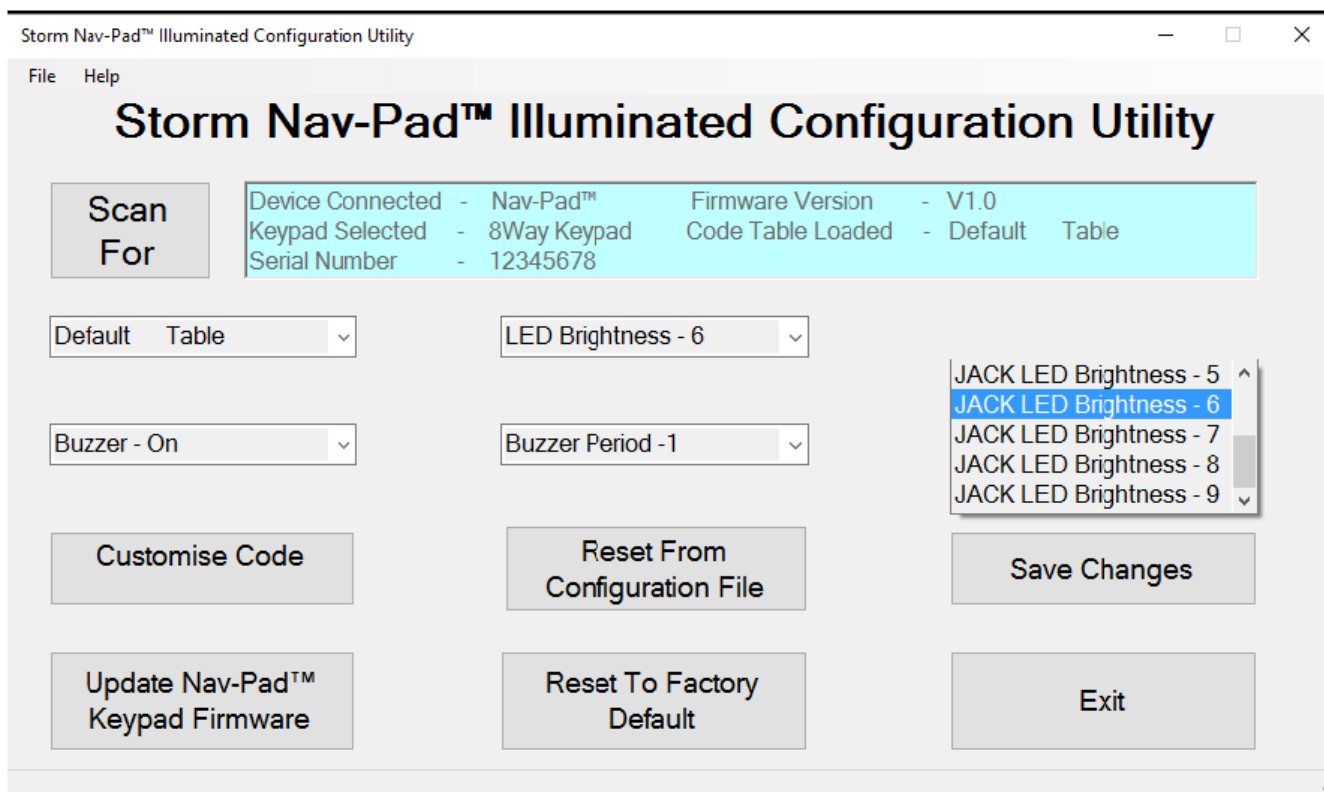 Storm Nav-Pad™ Illuminated Configuration Utility
File Help
Storm Nav-Pad™ Illuminated Configuration Utility
Scan
For
Device Connected - Nav-Pad™ Firmware Version - V1.0
Keypad Selected - 8Way Keypad Code Table Loaded - Default Table
Serial Number - 12345678
Default Table
LED Brightness - 6
JACK LED Brightness - 5
JACK LED Brightness - 6
JACK LED Brightness - 7
JACK LED Brightness - 8
JACK LED Brightness - 9
Buzzer - On
Buzzer Period -1
Customise Code
Reset From
Configuration File
Save Changes
Update Nav-Pad™
Keypad Firmware
Reset To Factory
Default
Exit